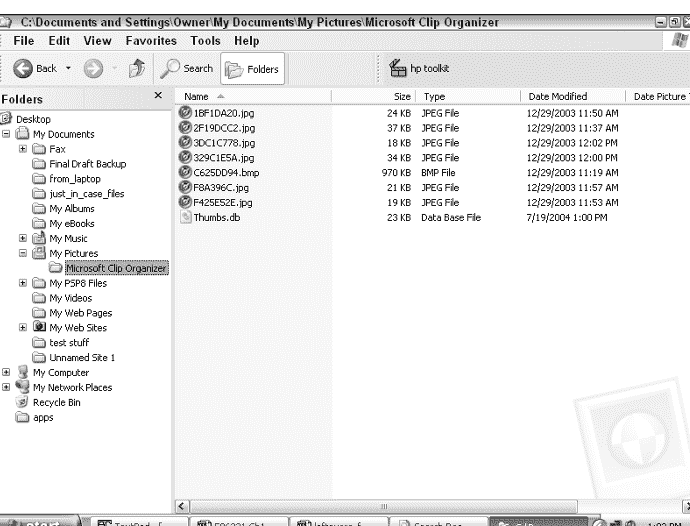 C:\Documents and Settings\Owner\My Documents\My Pictures\Microsoft Clip Organizer
File Edit View Favorites Tools Help
Back Search Folders hp toolkit
Folders
Name Size Type Date Modified Date Picture
Desktop
My Documents
Fax
Final Draft Backup
from_laptop
just_in_case_files
My Albums
My eBooks
My Music
My Pictures
Microsoft Clip Organizer
My PSP8 Files
My Videos
My Web Pages
My Web Sites
test stuff
Unnamed Site 1
My Computer
My Network Places
Recycle Bin
apps
1BF1DA20.jpg 24 KB JPEG File 12/29/2003 11:50 AM
2F19DCC2.jpg 37 KB JPEG File 12/29/2003 11:37 AM
3DC1C778.jpg 18 KB JPEG File 12/29/2003 12:02 PM
329C1E5A.jpg 34 KB JPEG File 12/29/2003 12:00 PM
C625DD94.bmp 970 KB BMP File 12/29/2003 11:19 AM
F8A396C.jpg 21 KB JPEG File 12/29/2003 11:57 AM
F425E52E.jpg 19 KB JPEG File 12/29/2003 11:53 AM
Thumbs.db 23 KB Data Base File 7/19/2004 1:00 PM